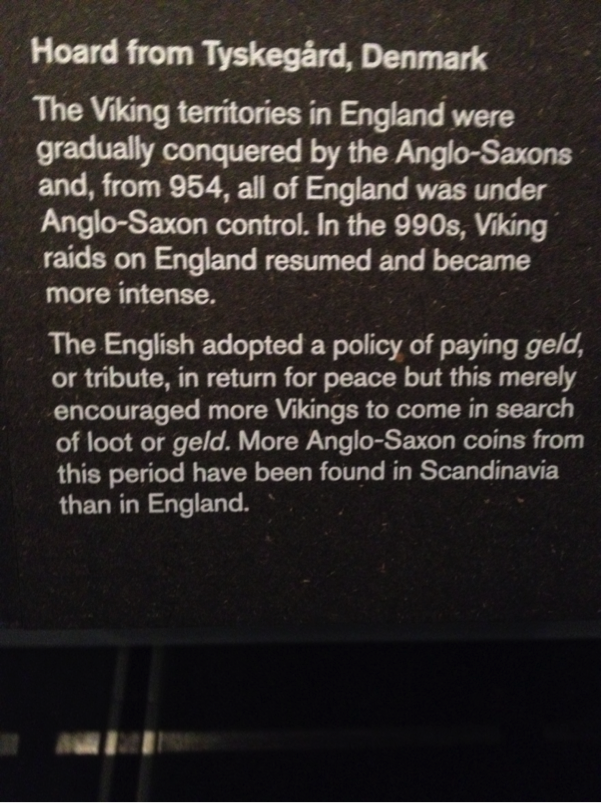 Hoard from Tyskegård, Denmark
The Viking territories in England were
gradually conquered by the Anglo-Saxons
and, from 954, all of England was under
Anglo-Saxon control. In the 990s, Viking
raids on England resumed and became
more intense.
The English adopted a policy of paying geld,
or tribute, in return for peace but this merely
encouraged more Vikings to come in search
of loot or geld. More Anglo-Saxon coins from
this period have been found in Scandinavia
than in England.